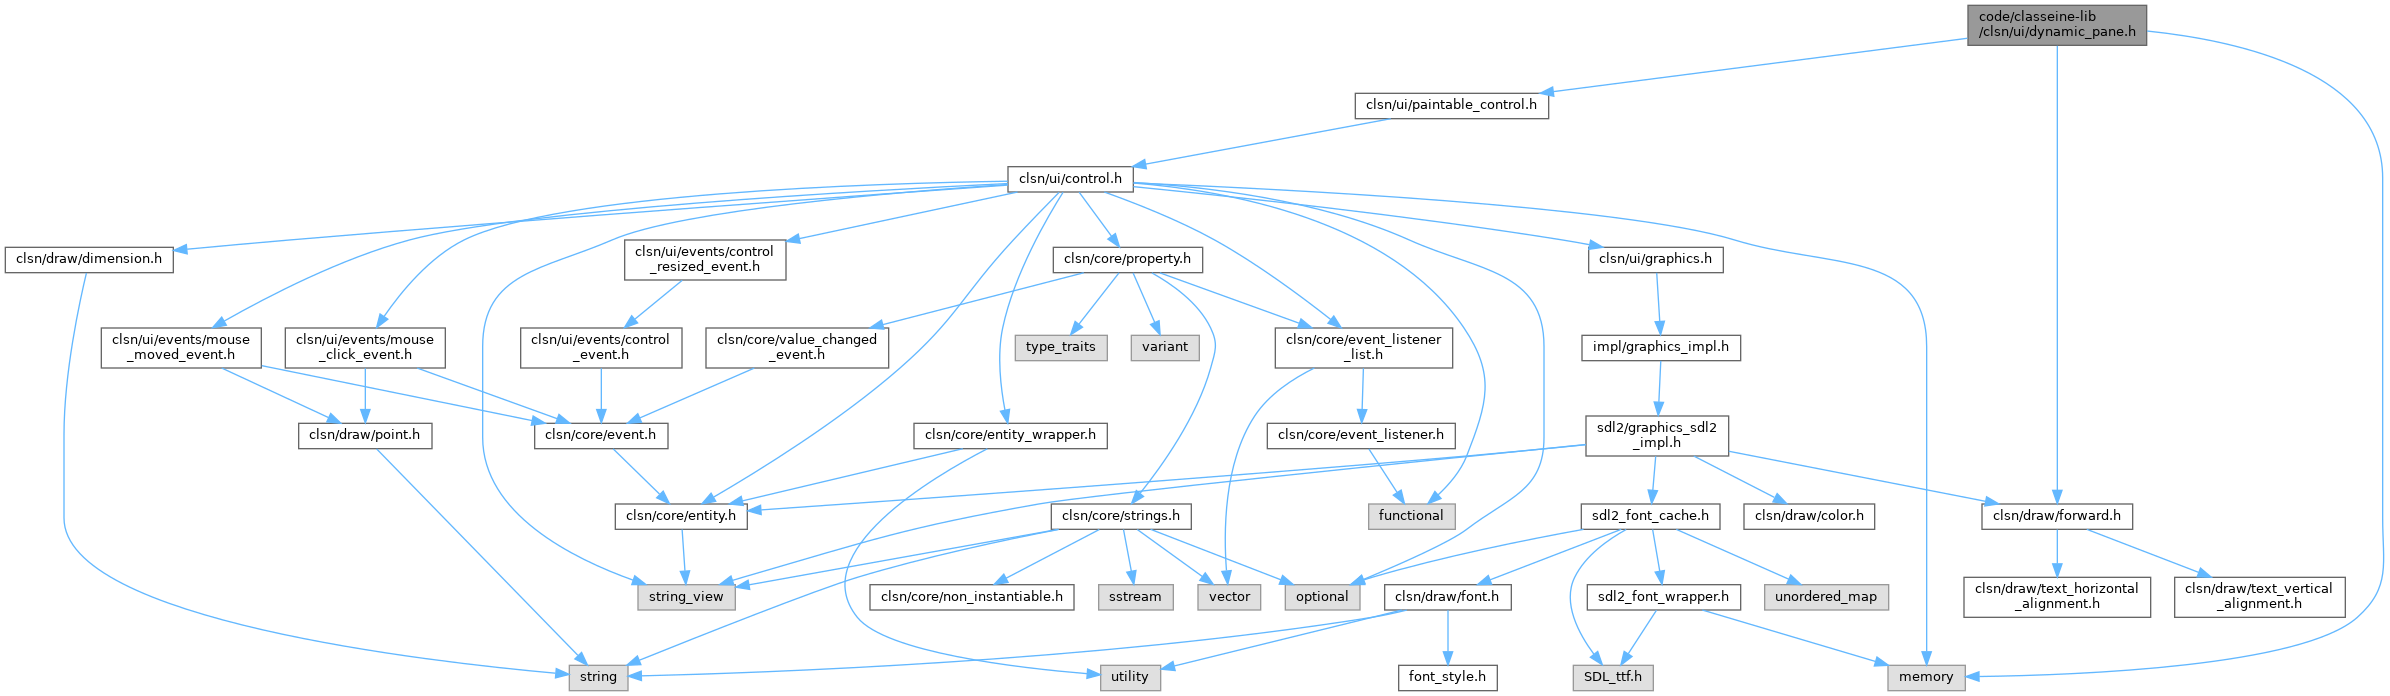 code/classeine-lib
/clsn/ui/dynamic_pane.h
clsn/ui/paintable_control.h
clsn/ui/control.h
clsn/draw/dimension.h
clsn/ui/events/control
_resized_event.h
clsn/core/property.h
clsn/ui/graphics.h
clsn/ui/events/mouse
_moved_event.h
clsn/ui/events/mouse
_click_event.h
clsn/ui/events/control
_event.h
clsn/core/value_changed
_event.h
type_traits
variant
clsn/core/event_listener
_list.h
impl/graphics_impl.h
clsn/draw/point.h
clsn/core/event.h
clsn/core/entity_wrapper.h
clsn/core/event_listener.h
sdl2/graphics_sdl2
_impl.h
clsn/core/entity.h
clsn/core/strings.h
functional
sdl2_font_cache.h
clsn/draw/color.h
clsn/draw/forward.h
string_view
clsn/core/non_instantiable.h
sstream
vector
optional
clsn/draw/font.h
sdl2_font_wrapper.h
unordered_map
clsn/draw/text_horizontal
_alignment.h
clsn/draw/text_vertical
_alignment.h
string
utility
font_style.h
SDL_ttf.h
memory